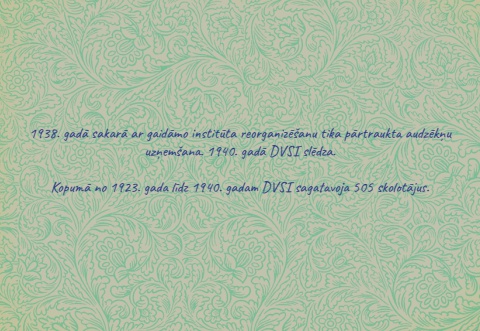 1938. gadā sakarā ar gaidāmo institūta reorganizēšanu tika pārtraukta audzēkņu
uzņemšana. 1940. gadā DVSI slēdza.
Kopumā no 1923. gada līdz 1940. gadam DVSI sagatavoja 505 skolotājus.